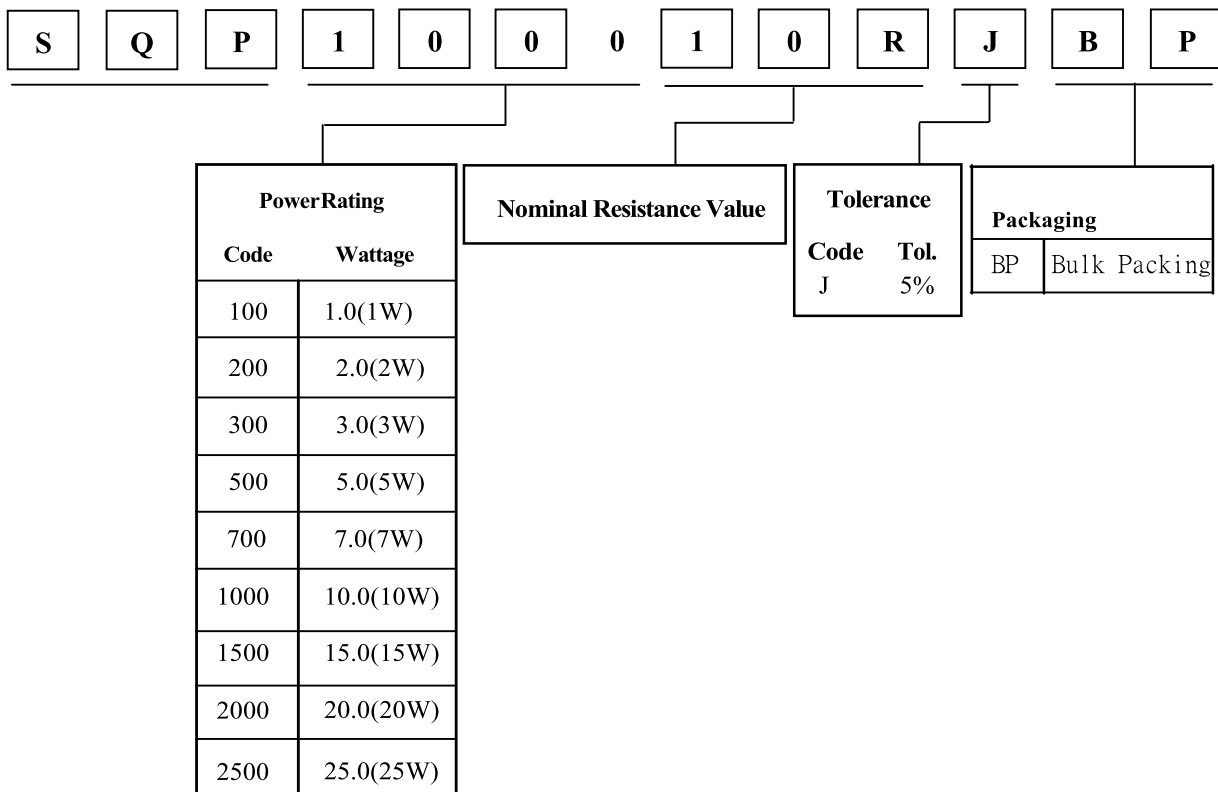 S Q P 1 0 0 0 1 0 R J B P
PowerRating
Code Wattage
100 1.0(1W)
200 2.0(2W)
300 3.0(3W)
500 5.0(5W)
700 7.0(7W)
1000 10.0(10W)
1500 15.0(15W)
2000 20.0(20W)
2500 25.0(25W)
Nominal Resistance Value
Tolerance
Code Tol.
J 5%
Packaging
BP Bulk Packing